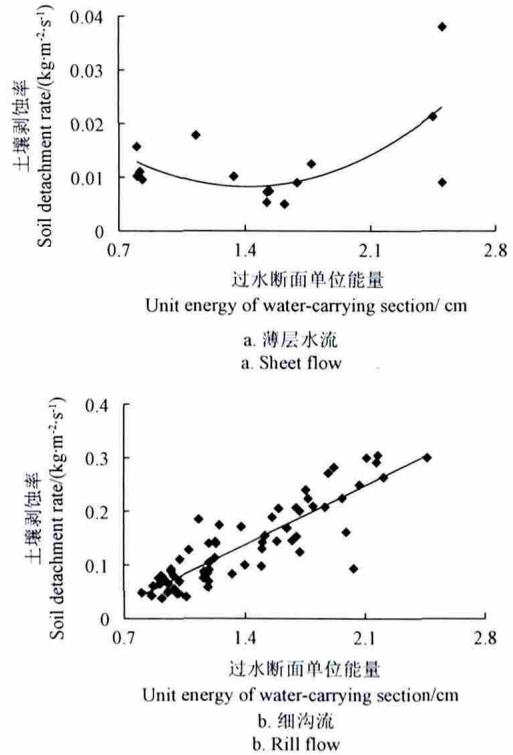 土壤剥蚀率
Soil detachment rate/(kg·m⁻²·s⁻¹)
0.04
0.03
0.02
0.01
0
0.7
1.4
2.1
2.8
过水断面单位能量
Unit energy of water-carrying section/ cm
a. 薄层水流
a. Sheet flow
土壤剥蚀率
Soil detachment rate/(kg·m⁻²·s⁻¹)
0.4
0.3
0.2
0.1
0
0.7
1.4
2.1
2.8
过水断面单位能量
Unit energy of water-carrying section/cm
b. 细沟流
b. Rill flow